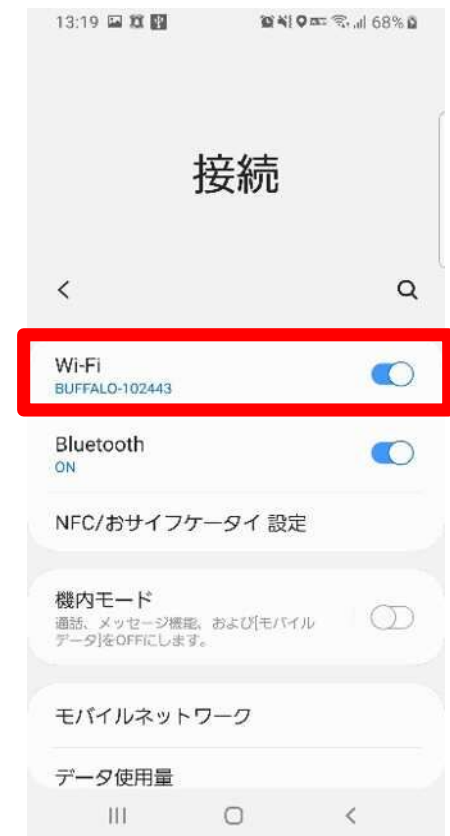 13:19 68%
接続
Wi-Fi
BUFFALO-102443
Bluetooth
ON
NFC/おサイフケータイ 設定
機内モード
通話、メッセージ機能、および[モバイル
データ]をOFFにします。
モバイルネットワーク
データ使用量